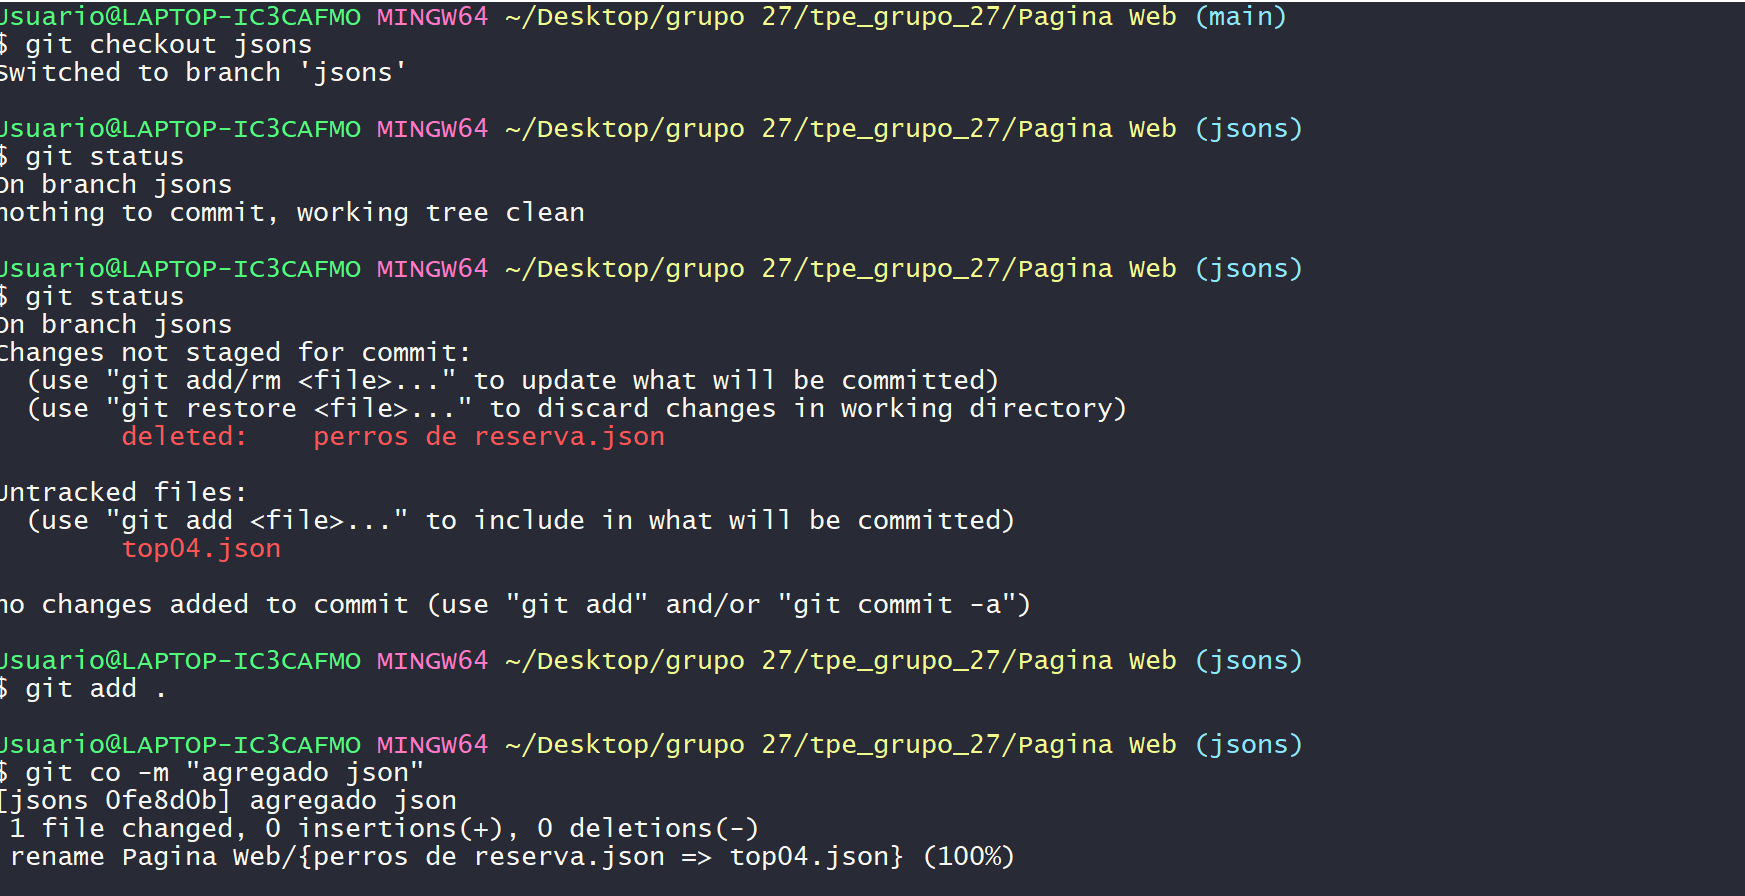 Usuario@LAPTOP-IC3CAFMO MINGW64 ~/Desktop/grupo 27/tpe_grupo_27/Pagina Web (main)
$ git checkout jsons
Switched to branch 'jsons'
Usuario@LAPTOP-IC3CAFMO MINGW64 ~/Desktop/grupo 27/tpe_grupo_27/Pagina Web (jsons)
$ git status
On branch jsons
nothing to commit, working tree clean
Usuario@LAPTOP-IC3CAFMO MINGW64 ~/Desktop/grupo 27/tpe_grupo_27/Pagina Web (jsons)
$ git status
On branch jsons
Changes not staged for commit:
  (use "git add/rm <file>..." to update what will be committed)
  (use "git restore <file>..." to discard changes in working directory)
        deleted:    perros de reserva.json
Untracked files:
  (use "git add <file>..." to include in what will be committed)
        top04.json
no changes added to commit (use "git add" and/or "git commit -a")
Usuario@LAPTOP-IC3CAFMO MINGW64 ~/Desktop/grupo 27/tpe_grupo_27/Pagina Web (jsons)
$ git add .
Usuario@LAPTOP-IC3CAFMO MINGW64 ~/Desktop/grupo 27/tpe_grupo_27/Pagina Web (jsons)
$ git co -m "agregado json"
[jsons 0fe8d0b] agregado json
 1 file changed, 0 insertions(+), 0 deletions(-)
 rename Pagina Web/{perros de reserva.json => top04.json} (100%)